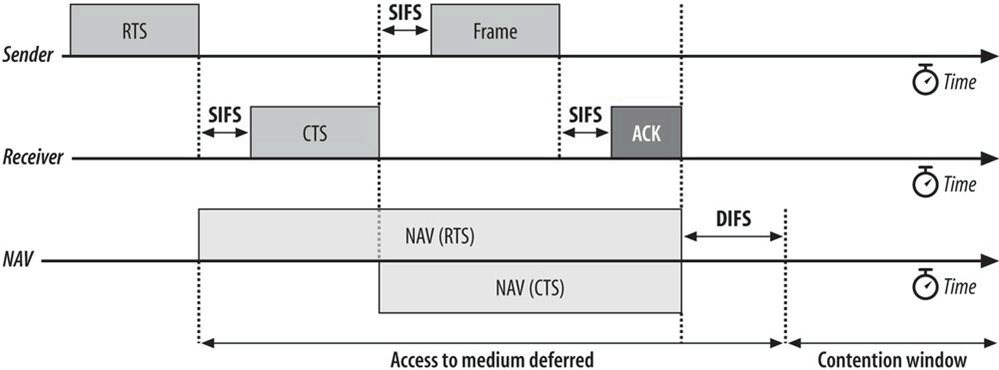 SIFS
RTS
Frame
Sender
Time
SIFS
CTS
SIFS
ACK
Receiver
Time
DIFS
NAV (RTS)
NAV
NAV (CTS)
Time
Access to medium deferred
Contention window